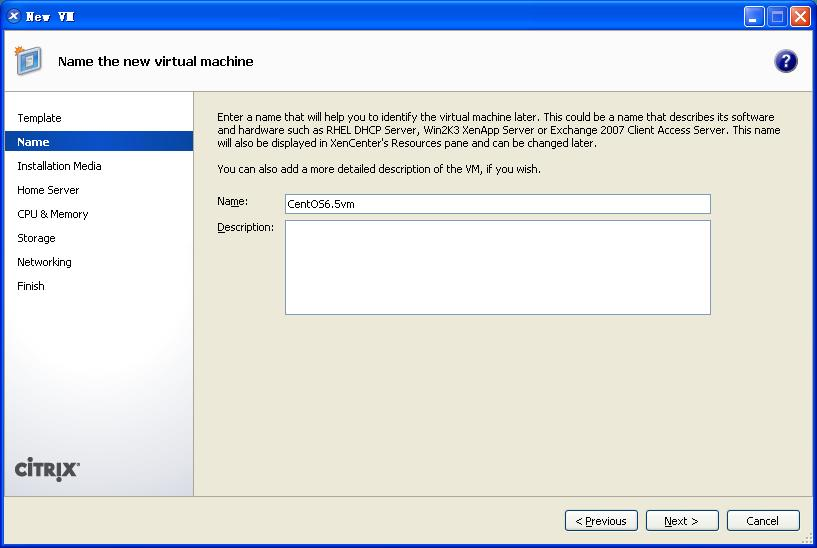 New VM
Name the new virtual machine
?
Template
Name
Installation Media
Home Server
CPU & Memory
Storage
Networking
Finish
CITRIX
Enter a name that will help you to identify the virtual machine later. This could be a name that describes its software
and hardware such as RHEL DHCP Server, Win2K3 XenApp Server or Exchange 2007 Client Access Server. This name
will also be displayed in XenCenter's Resources pane and can be changed later.
You can also add a more detailed description of the VM, if you wish.
Name: CentOS6.5vm
Description:
< Previous Next > Cancel